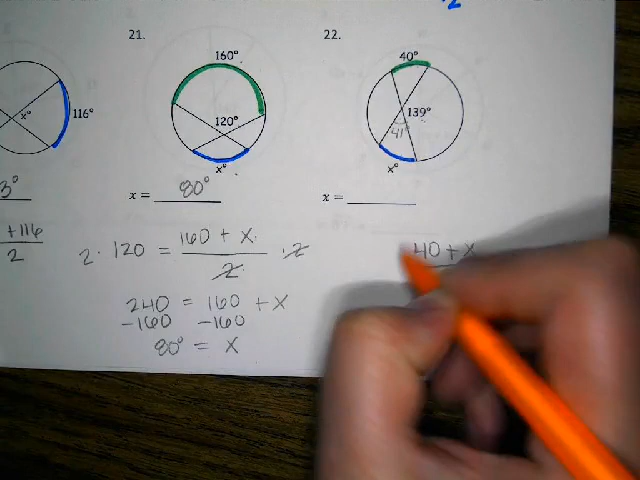 21.
160°
120°
x°
x = 80°
2 · 120 = 160 + x / 2 · 2
240 = 160 + x
-160 -160
80° = x
22.
40°
139°
41°
x°
x =
40 + x
x°
116°
3°
+ 116
2